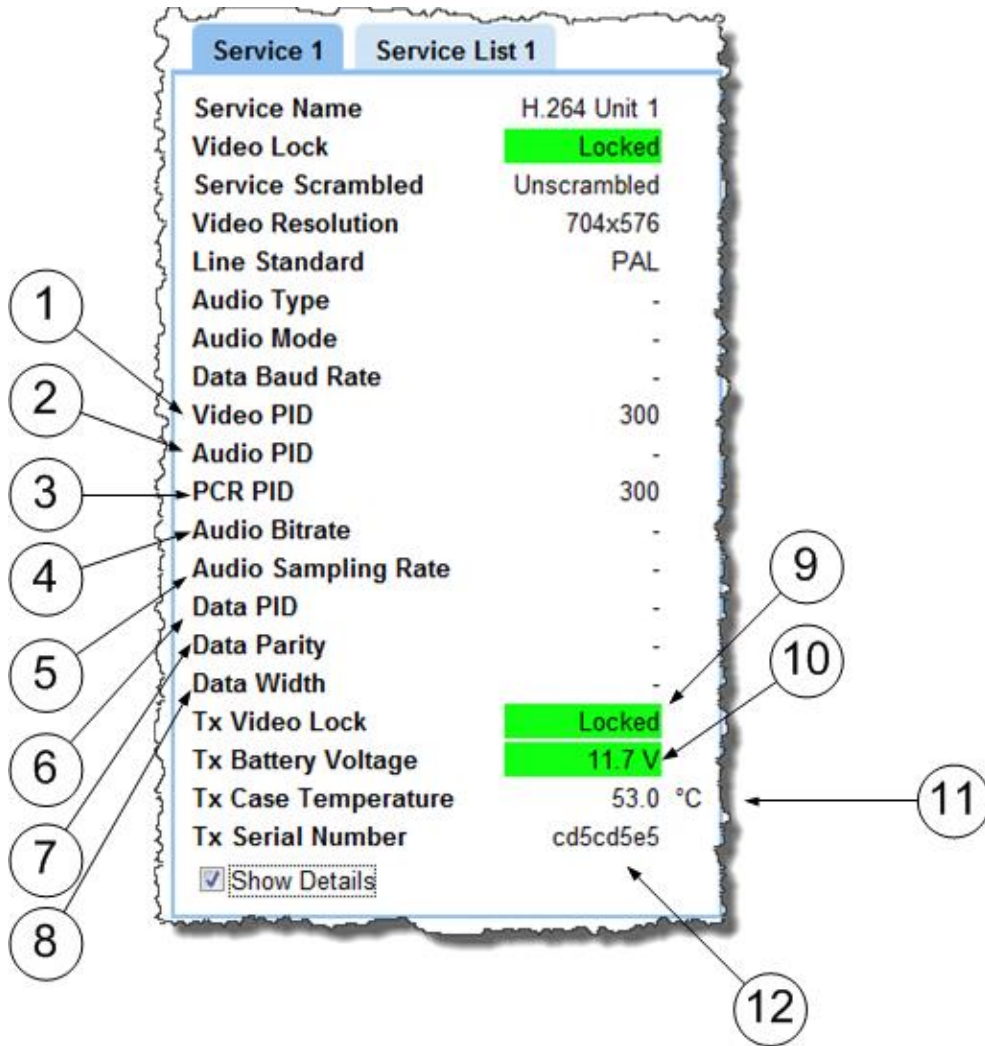 Service 1 Service List 1
Service Name H.264 Unit 1
Video Lock Locked
Service Scrambled Unscrambled
Video Resolution 704x576
Line Standard PAL
Audio Type -
Audio Mode -
Data Baud Rate -
Video PID 300
Audio PID -
PCR PID 300
Audio Bitrate -
Audio Sampling Rate -
Data PID -
Data Parity -
Data Width -
Tx Video Lock Locked
Tx Battery Voltage 11.7 V
Tx Case Temperature 53.0 °C
Tx Serial Number cd5cd5e5
Show Details
1
2
3
4
5
6
7
8
9
10
11
12